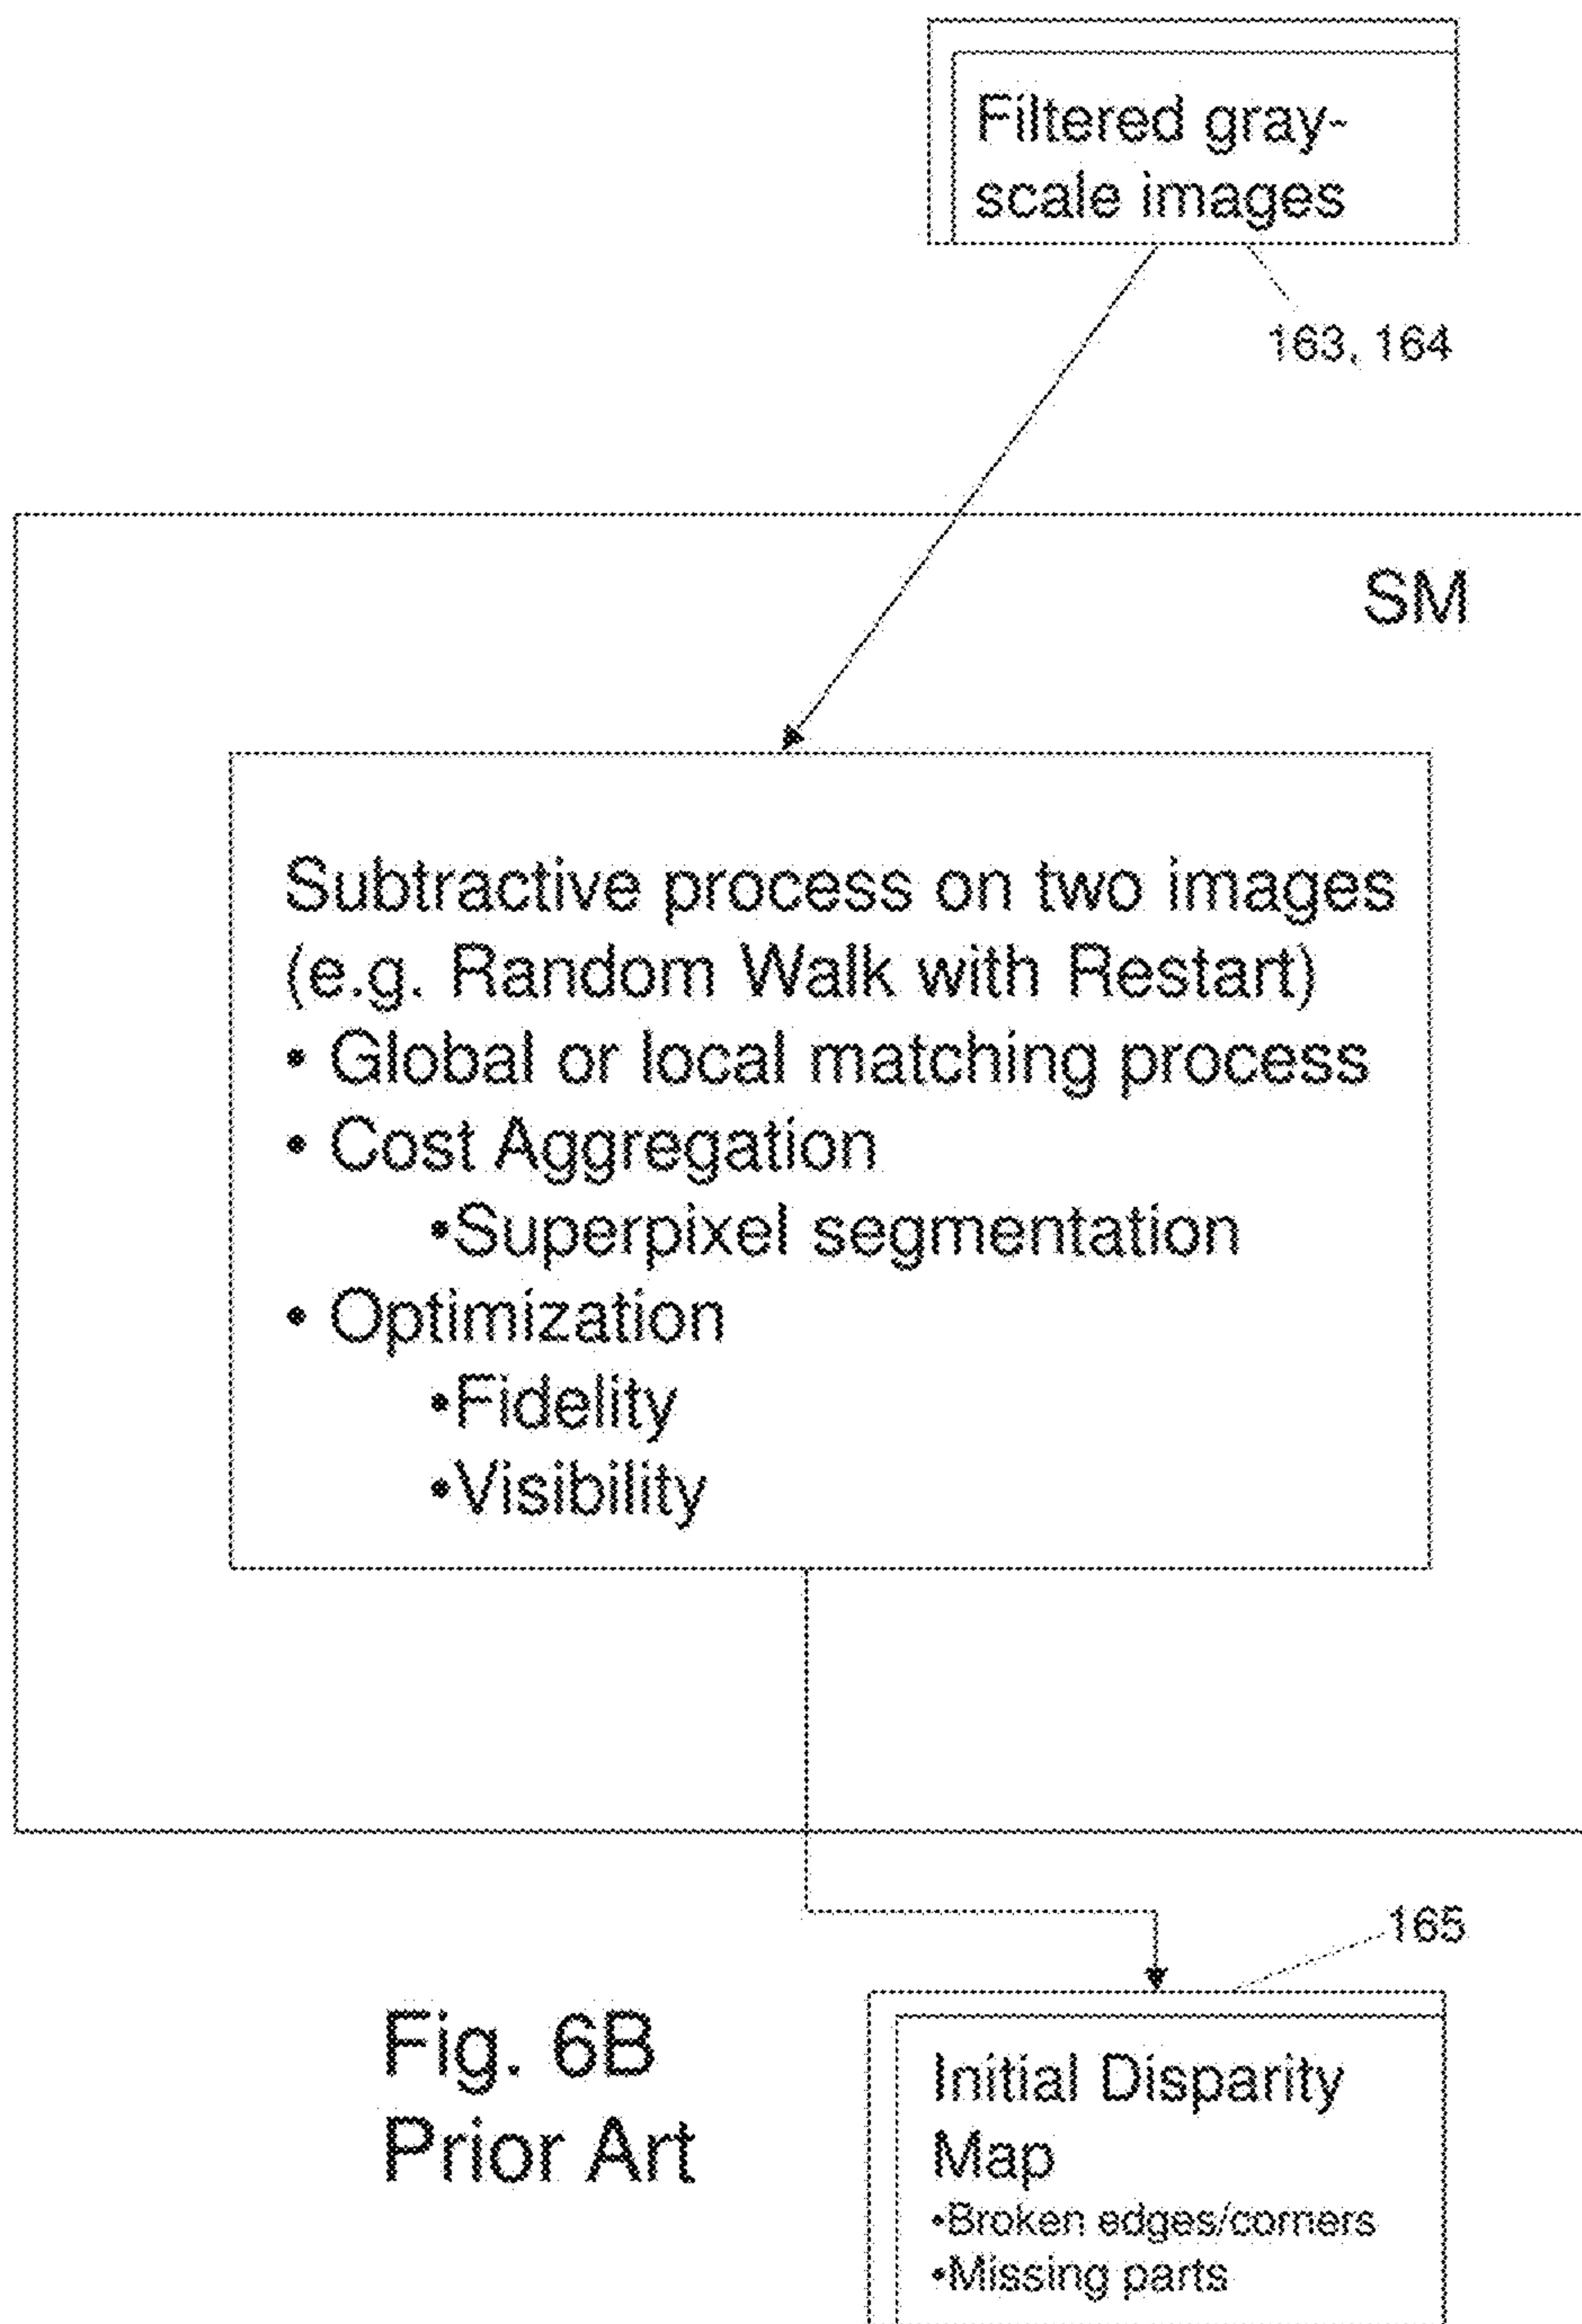 Filtered gray-
scale images
163, 164
SM
Subtractive process on two images
(e.g. Random Walk with Restart)
• Global or local matching process
• Cost Aggregation
•Superpixel segmentation
• Optimization
•Fidelity
•Visibility
165
Fig. 6B
Prior Art
Initial Disparity
Map
•Broken edges/corners
•Missing parts